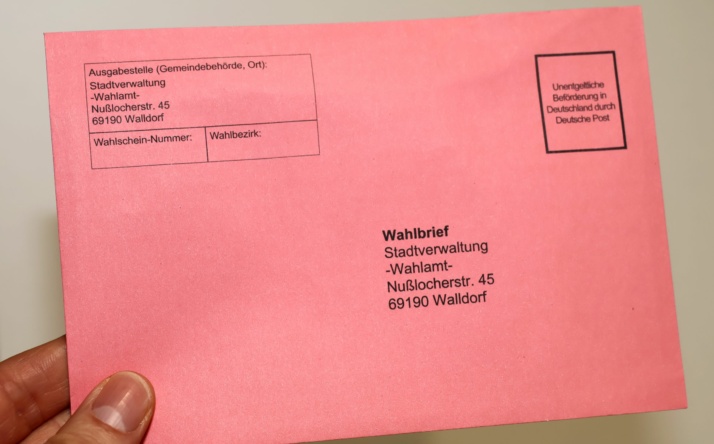 Ausgabestelle (Gemeindebehörde, Ort):
Stadtverwaltung
-Wahlamt-
Nußlocherstr. 45
69190 Walldorf
Wahlschein-Nummer:
Wahlbezirk:
Unentgeltliche
Beförderung in
Deutschland durch
Deutsche Post
Wahlbrief
Stadtverwaltung
-Wahlamt-
Nußlocherstr. 45
69190 Walldorf